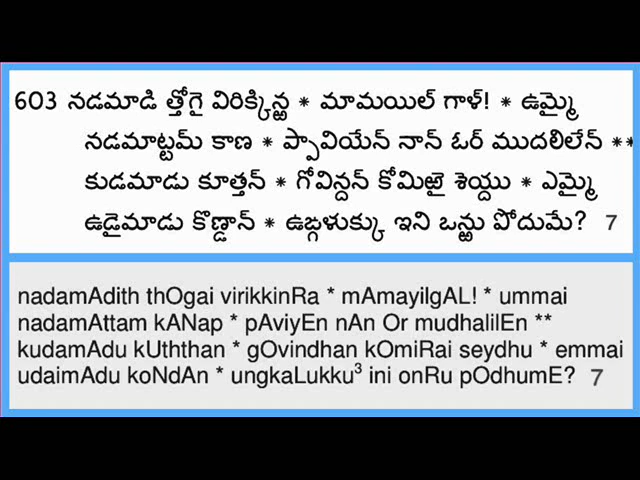 603 నడమాడి త్తోగై విరిక్కిన్ఱ * మామయిల్ గాళ్! * ఉమ్మై
నడమాట్టమ్ కాణ * ప్పావియేన్ నాన్ ఓర్ ముదలిలేన్ **
కుడమాడు కూత్తన్ * గోవిన్దన్ కోమిఱై శెయ్దు * ఎమ్మై
ఉడైమాడు కొణ్డాన్ * ఉఙ్గళుక్కు ఇని ఒన్ఱు పోదుమే? 7
nadamAdith thOgai virikkinRa * mAmayilgAL! * ummai
nadamAttam kANap * pAviyEn nAn Or mudhalilEn **
kudamAdu kUththan * gOvindhan kOmiRai seydhu * emmai
udaimAdu koNdAn * ungkaLukku³ ini onRu pOdhumE? 7